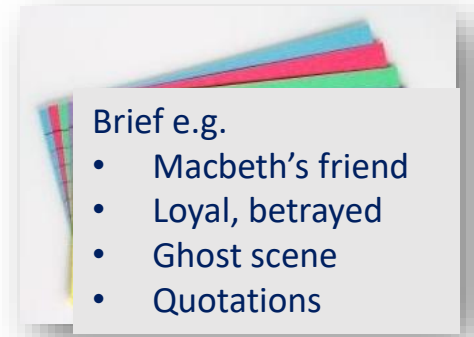 Brief e.g.
• Macbeth’s friend
• Loyal, betrayed
• Ghost scene
• Quotations